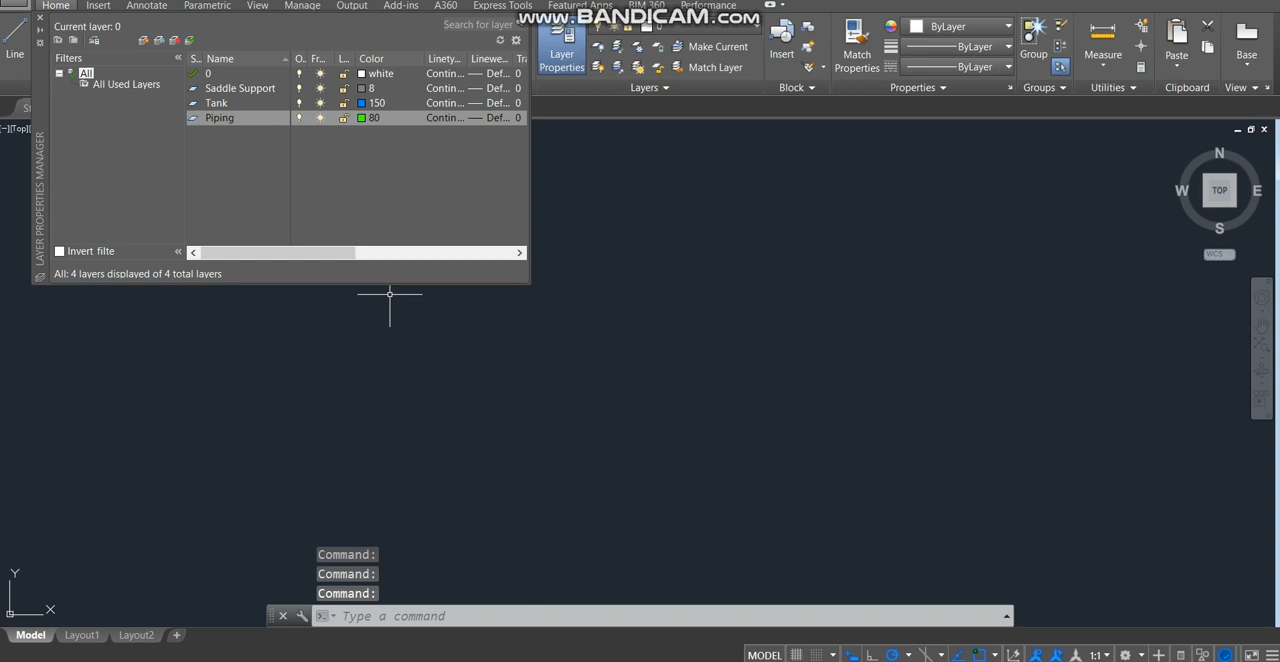 Home Insert Annotate Parametric View Manage Output Add-ins A360 Express Tools Featured Apps BIM 360 Performance
www.BANDICAM.com
Current layer: 0
Search for layer
Filters
All
All Used Layers
S.. Name O. Fr... L... Color Linety... Linewe... Tra
0 white Contin... Def... 0
Saddle Support 8 Contin... Def... 0
Tank 150 Contin... Def... 0
Piping 80 Contin... Def... 0
Invert filte
All: 4 layers displayed of 4 total layers
LAYER PROPERTIES MANAGER
Line
Layer
Properties
Make Current
Match Layer
Layers
Insert
Block
Match
Properties
ByLayer
ByLayer
ByLayer
Properties
Group
Groups
Measure
Utilities
Paste
Clipboard
Base
View
[−][Top]
N
W TOP E
S
WCS
Command:
Command:
Command:
Type a command
Y
X
Model Layout1 Layout2 +
MODEL 1:1